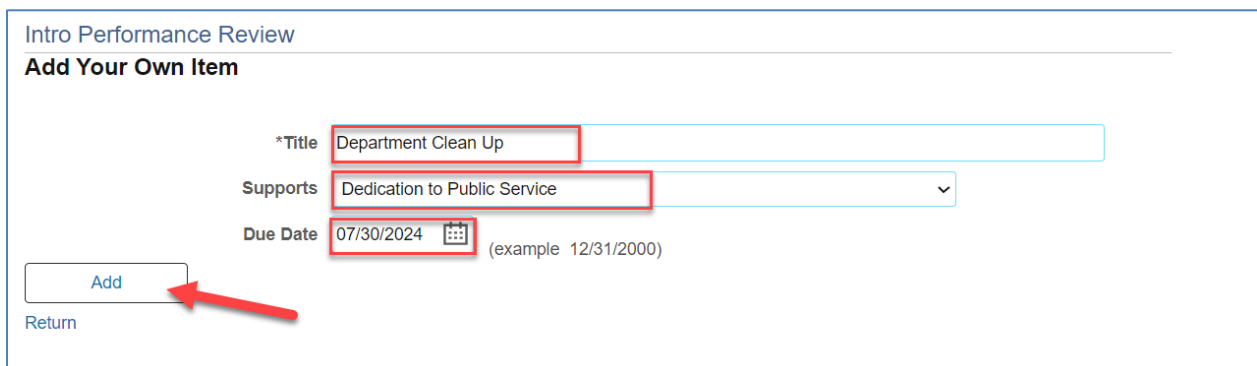 Intro Performance Review
Add Your Own Item
*Title Department Clean Up
Supports Dedication to Public Service
Due Date 07/30/2024 (example 12/31/2000)
Add
Return